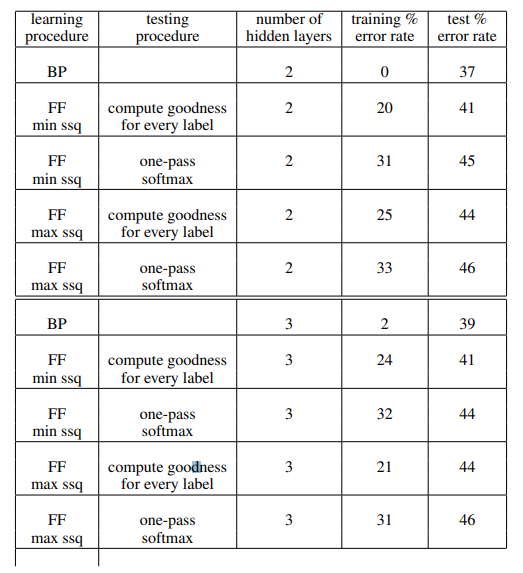 learning testing number of training % test %
procedure procedure hidden layers error rate error rate
BP 2 0 37
FF compute goodness 2 20 41
min ssq for every label
FF one-pass 2 31 45
min ssq softmax
FF compute goodness 2 25 44
max ssq for every label
FF one-pass 2 33 46
max ssq softmax
BP 3 2 39
FF compute goodness 3 24 41
min ssq for every label
FF one-pass 3 32 44
min ssq softmax
FF compute goodness 3 21 44
max ssq for every label
FF one-pass 3 31 46
max ssq softmax